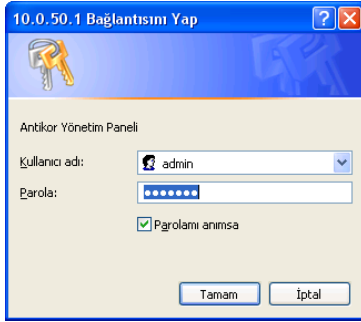 10.0.50.1 Bağlantısını Yap
Antikor Yönetim Paneli
Kullanıcı adı:
admin
Parola:
•••••••
Parolamı anımsa
Tamam
İptal